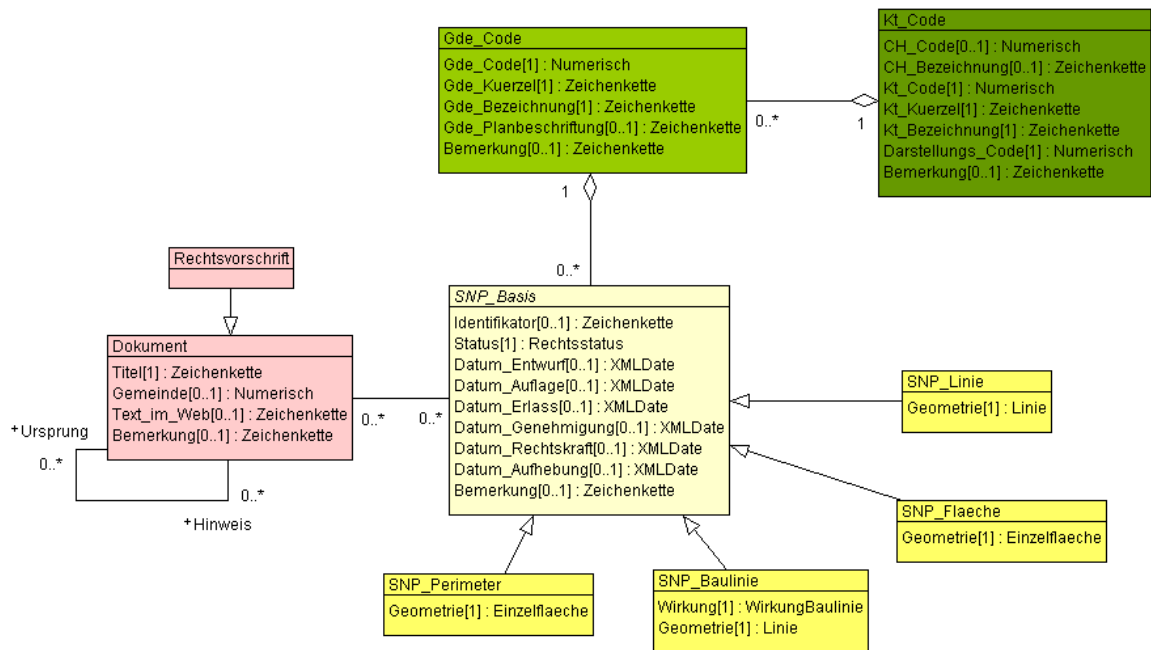 Gde_Code
Gde_Code[1] : Numerisch
Gde_Kuerzel[1] : Zeichenkette
Gde_Bezeichnung[1] : Zeichenkette
Gde_Planbeschriftung[0..1] : Zeichenkette
Bemerkung[0..1] : Zeichenkette
Kt_Code
CH_Code[0..1] : Numerisch
CH_Bezeichnung[0..1] : Zeichenkette
Kt_Code[1] : Numerisch
Kt_Kuerzel[1] : Zeichenkette
Kt_Bezeichnung[1] : Zeichenkette
Darstellungs_Code[1] : Numerisch
Bemerkung[0..1] : Zeichenkette
0..*
1
1
0..*
Rechtsvorschrift
Dokument
Titel[1] : Zeichenkette
Gemeinde[0..1] : Numerisch
Text_im_Web[0..1] : Zeichenkette
Bemerkung[0..1] : Zeichenkette
+Ursprung
0..*
0..*
+Hinweis
0..*
0..*
SNP_Basis
Identifikator[0..1] : Zeichenkette
Status[1] : Rechtsstatus
Datum_Entwurf[0..1] : XMLDate
Datum_Auflage[0..1] : XMLDate
Datum_Erlass[0..1] : XMLDate
Datum_Genehmigung[0..1] : XMLDate
Datum_Rechtskraft[0..1] : XMLDate
Datum_Aufhebung[0..1] : XMLDate
Bemerkung[0..1] : Zeichenkette
SNP_Linie
Geometrie[1] : Linie
SNP_Flaeche
Geometrie[1] : Einzelflaeche
SNP_Perimeter
Geometrie[1] : Einzelflaeche
SNP_Baulinie
Wirkung[1] : WirkungBaulinie
Geometrie[1] : Linie